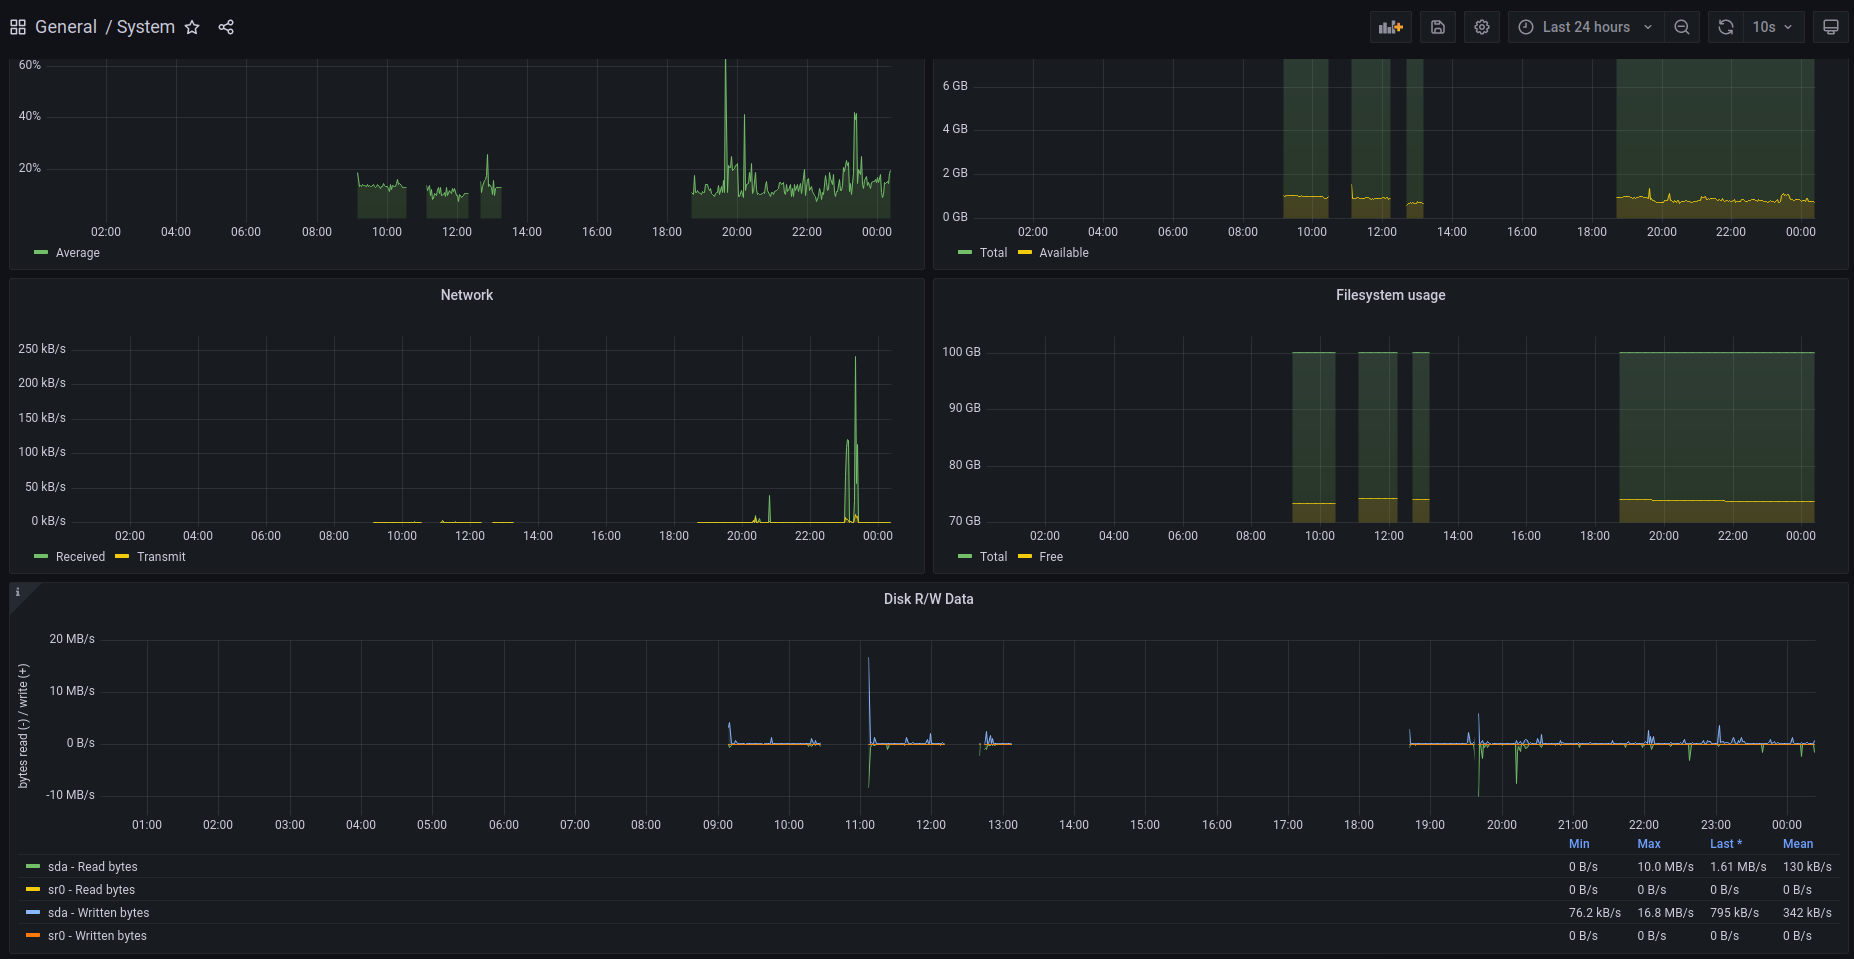 General / System
Last 24 hours
10s
60%
40%
20%
02:00 04:00 06:00 08:00 10:00 12:00 14:00 16:00 18:00 20:00 22:00 00:00
Average
6 GB
4 GB
2 GB
0 GB
02:00 04:00 06:00 08:00 10:00 12:00 14:00 16:00 18:00 20:00 22:00 00:00
Total Available
Network
250 kB/s
200 kB/s
150 kB/s
100 kB/s
50 kB/s
0 kB/s
02:00 04:00 06:00 08:00 10:00 12:00 14:00 16:00 18:00 20:00 22:00 00:00
Received Transmit
Filesystem usage
100 GB
90 GB
80 GB
70 GB
02:00 04:00 06:00 08:00 10:00 12:00 14:00 16:00 18:00 20:00 22:00 00:00
Total Free
i
Disk R/W Data
bytes read (-) / write (+)
20 MB/s
10 MB/s
0 B/s
-10 MB/s
01:00 02:00 03:00 04:00 05:00 06:00 07:00 08:00 09:00 10:00 11:00 12:00 13:00 14:00 15:00 16:00 17:00 18:00 19:00 20:00 21:00 22:00 23:00 00:00
Min Max Last * Mean
sda - Read bytes 0 B/s 10.0 MB/s 1.61 MB/s 130 kB/s
sr0 - Read bytes 0 B/s 0 B/s 0 B/s 0 B/s
sda - Written bytes 76.2 kB/s 16.8 MB/s 795 kB/s 342 kB/s
sr0 - Written bytes 0 B/s 0 B/s 0 B/s 0 B/s